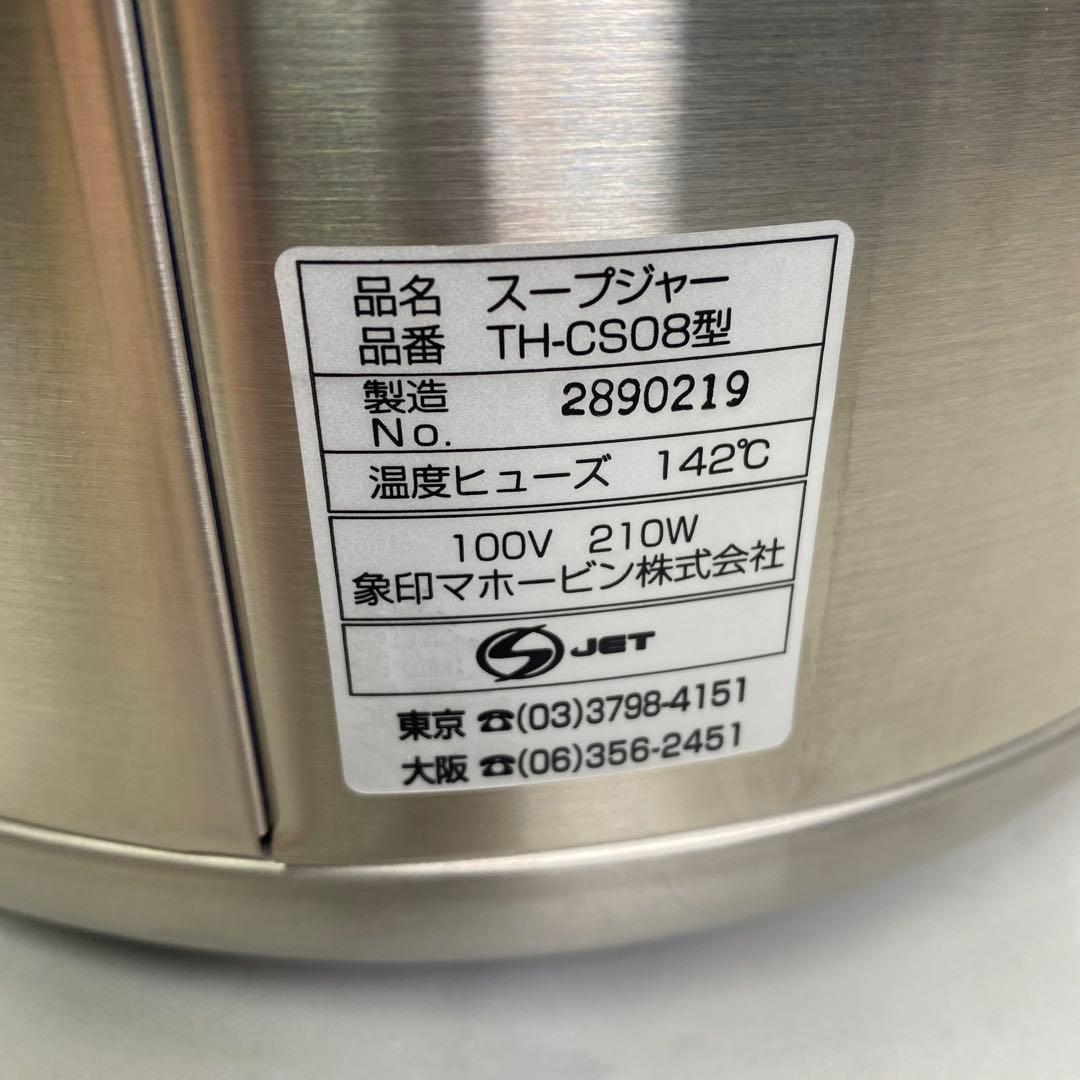 品名 スープジャー
品番 TH-CS08型
製造 2890219
No.
温度ヒューズ 142℃
100V 210W
象印マホービン株式会社
JET
東京 ☎(03)3798-4151
大阪 ☎(06)356-2451